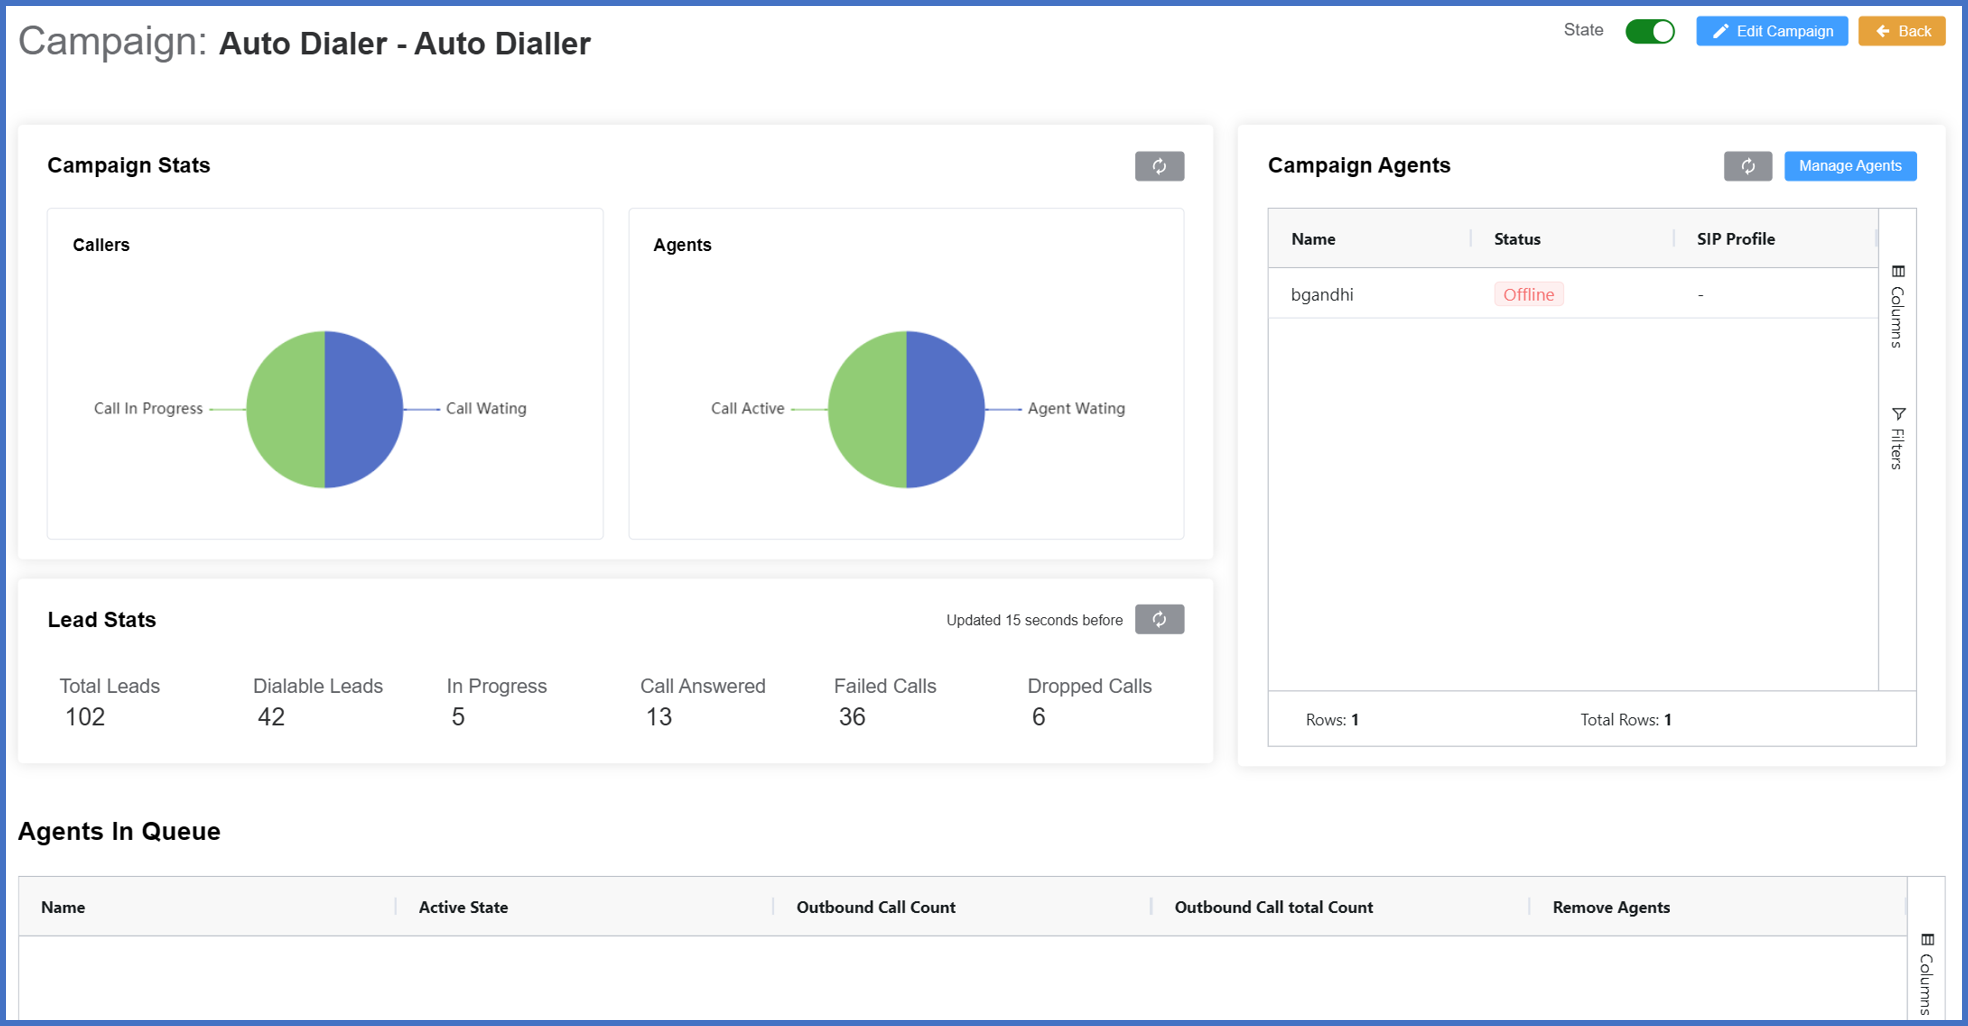 Campaign: Auto Dialer - Auto Dialler
State
Edit Campaign
Back
Campaign Stats
Callers
Call In Progress
Call Wating
Agents
Call Active
Agent Wating
Campaign Agents
Manage Agents
Name Status SIP Profile
bgandhi Offline -
Columns
Filters
Rows: 1 Total Rows: 1
Lead Stats
Updated 15 seconds before
Total Leads Dialable Leads In Progress Call Answered Failed Calls Dropped Calls
102 42 5 13 36 6
Agents In Queue
Name Active State Outbound Call Count Outbound Call total Count Remove Agents
Columns